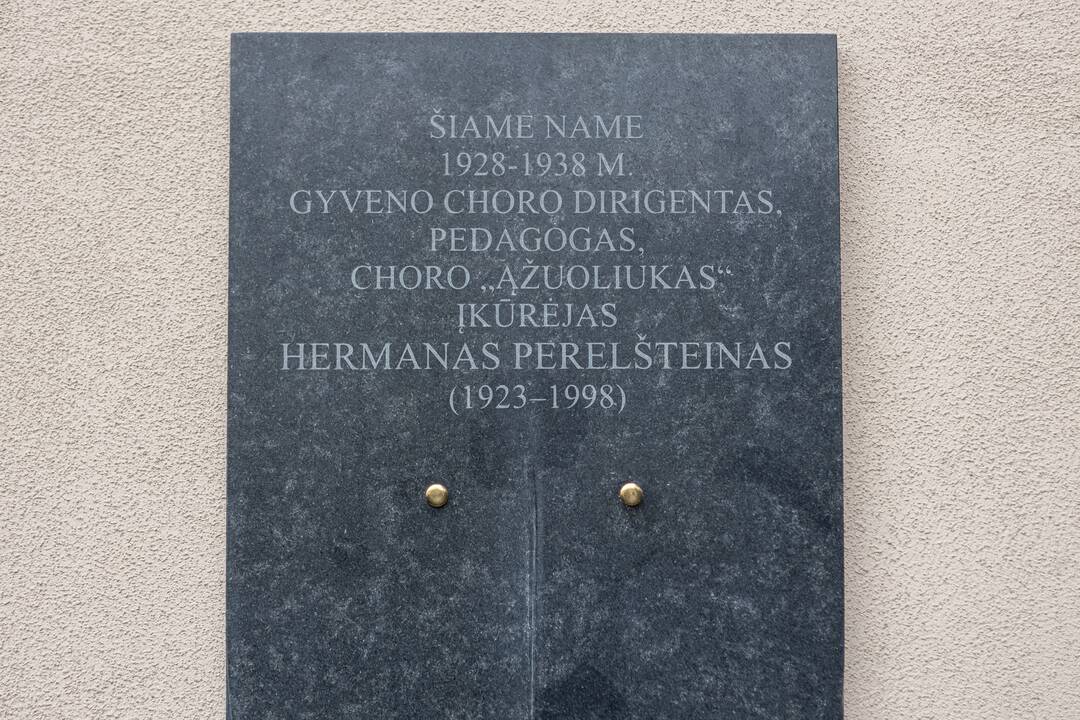 ŠIAME NAME
1928-1938 M.
GYVENO CHORO DIRIGENTAS,
PEDAGOGAS,
CHORO „ĄŽUOLIUKAS“
ĮKŪRĖJAS
HERMANAS PERELŠTEINAS
(1923–1998)